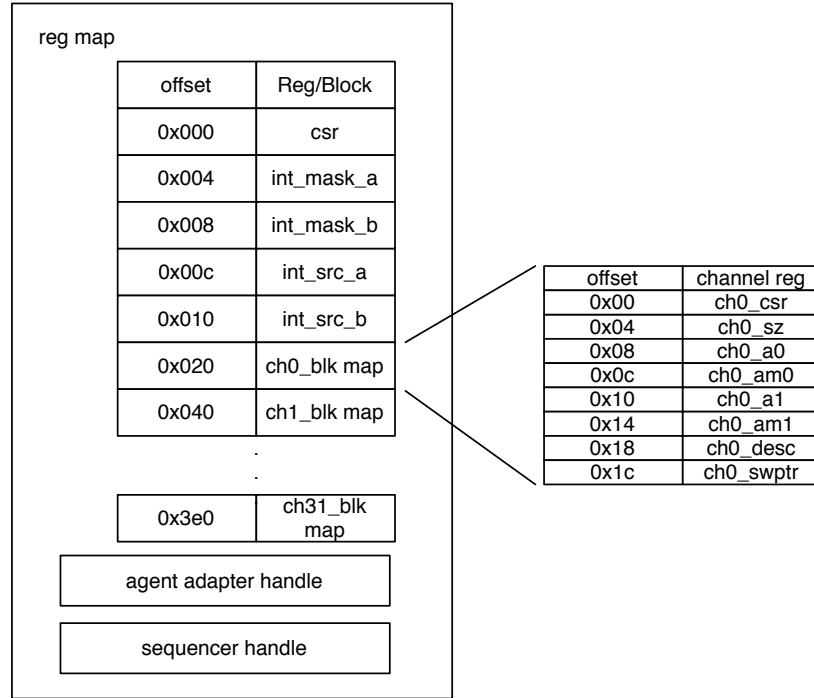 reg map
offset Reg/Block
0x000 csr
0x004 int_mask_a
0x008 int_mask_b
0x00c int_src_a
0x010 int_src_b
0x020 ch0_blk map
0x040 ch1_blk map
.
.
0x3e0 ch31_blk map
agent adapter handle
sequencer handle
offset channel reg
0x00 ch0_csr
0x04 ch0_sz
0x08 ch0_a0
0x0c ch0_am0
0x10 ch0_a1
0x14 ch0_am1
0x18 ch0_desc
0x1c ch0_swptr